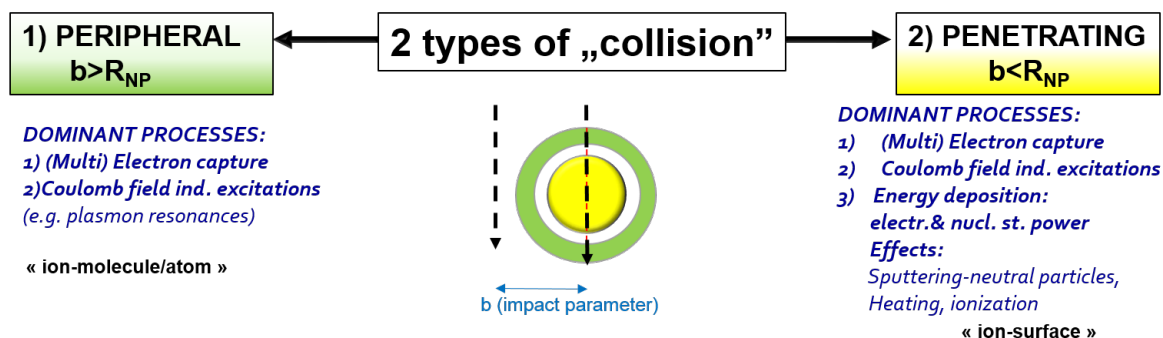 1) PERIPHERAL
b>R_NP
2 types of „collision”
2) PENETRATING
b<R_NP
DOMINANT PROCESSES:
1) (Multi) Electron capture
2)Coulomb field ind. excitations
(e.g. plasmon resonances)
« ion-molecule/atom »
b (impact parameter)
DOMINANT PROCESSES:
1) (Multi) Electron capture
2) Coulomb field ind. excitations
3) Energy deposition:
electr.& nucl. st. power
Effects:
Sputtering-neutral particles,
Heating, ionization
« ion-surface »